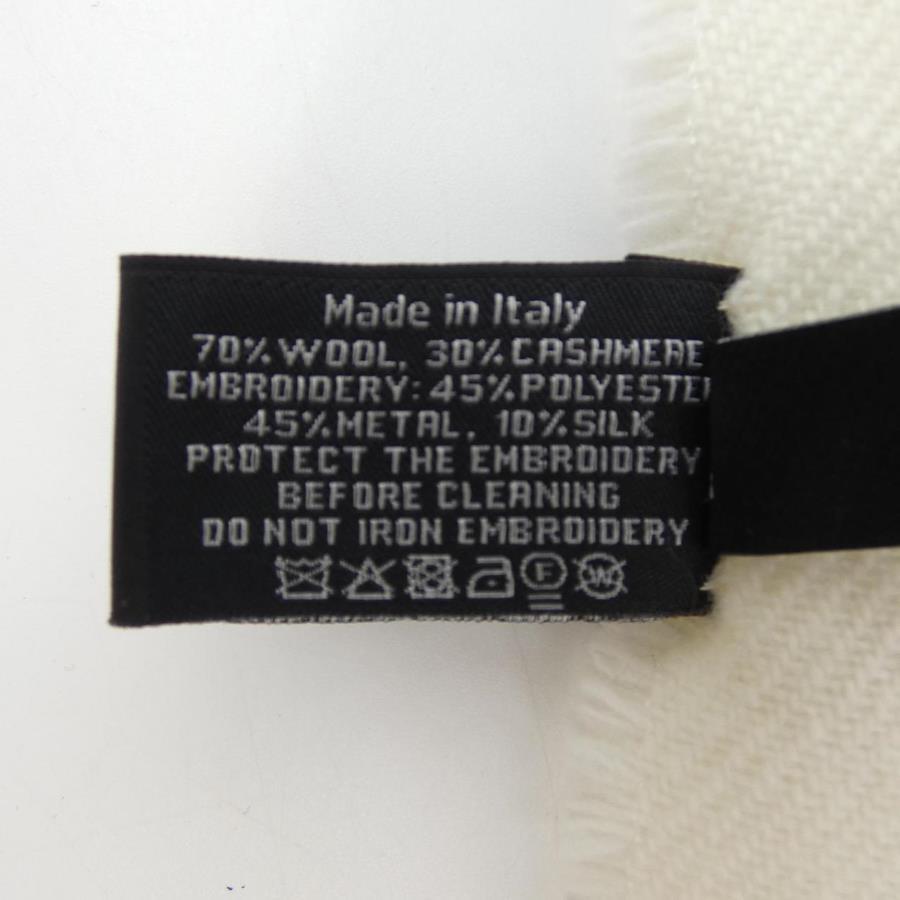 Made in Italy
70% WOOL, 30% CASHMERE
EMBROIDERY: 45% POLYESTER
45% METAL, 10% SILK
PROTECT THE EMBROIDERY
BEFORE CLEANING
DO NOT IRON EMBROIDERY
F W